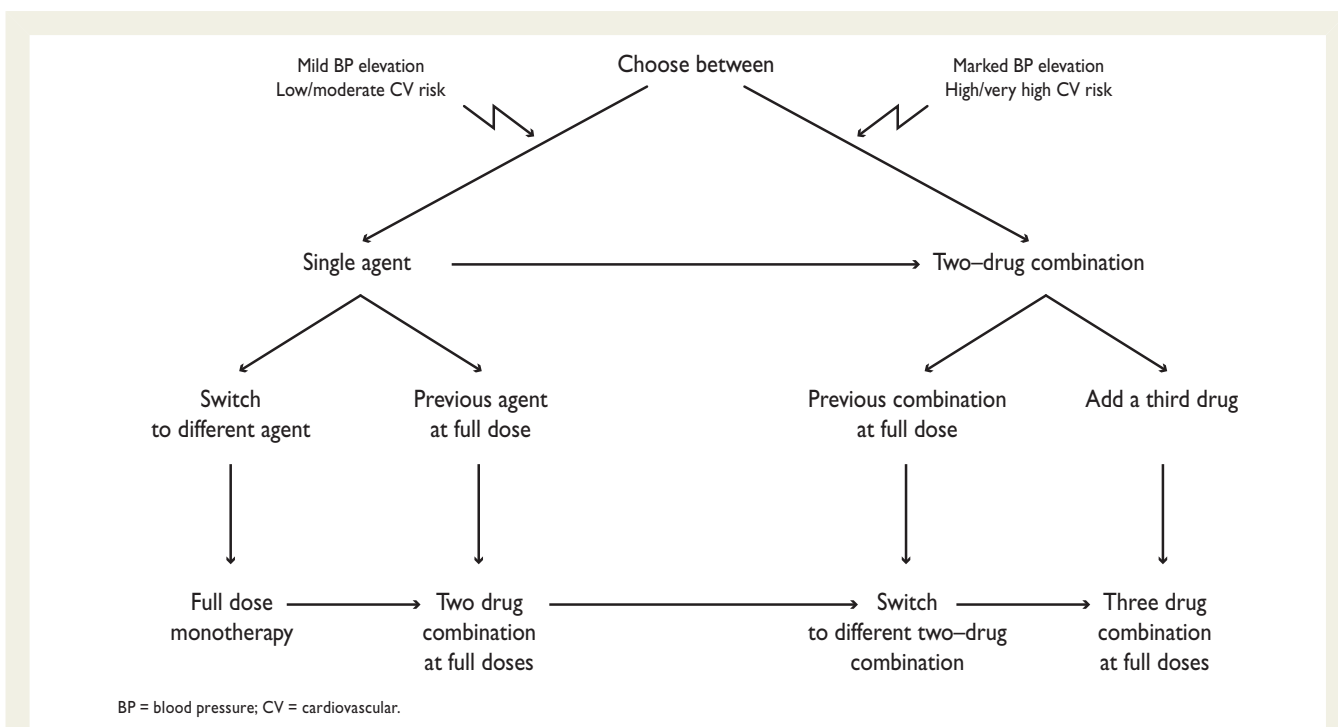 Mild BP elevation
Low/moderate CV risk
Choose between
Marked BP elevation
High/very high CV risk
Single agent
Two–drug combination
Switch
to different agent
Previous agent
at full dose
Previous combination
at full dose
Add a third drug
Full dose
monotherapy
Two drug
combination
at full doses
Switch
to different two–drug
combination
Three drug
combination
at full doses
BP = blood pressure; CV = cardiovascular.